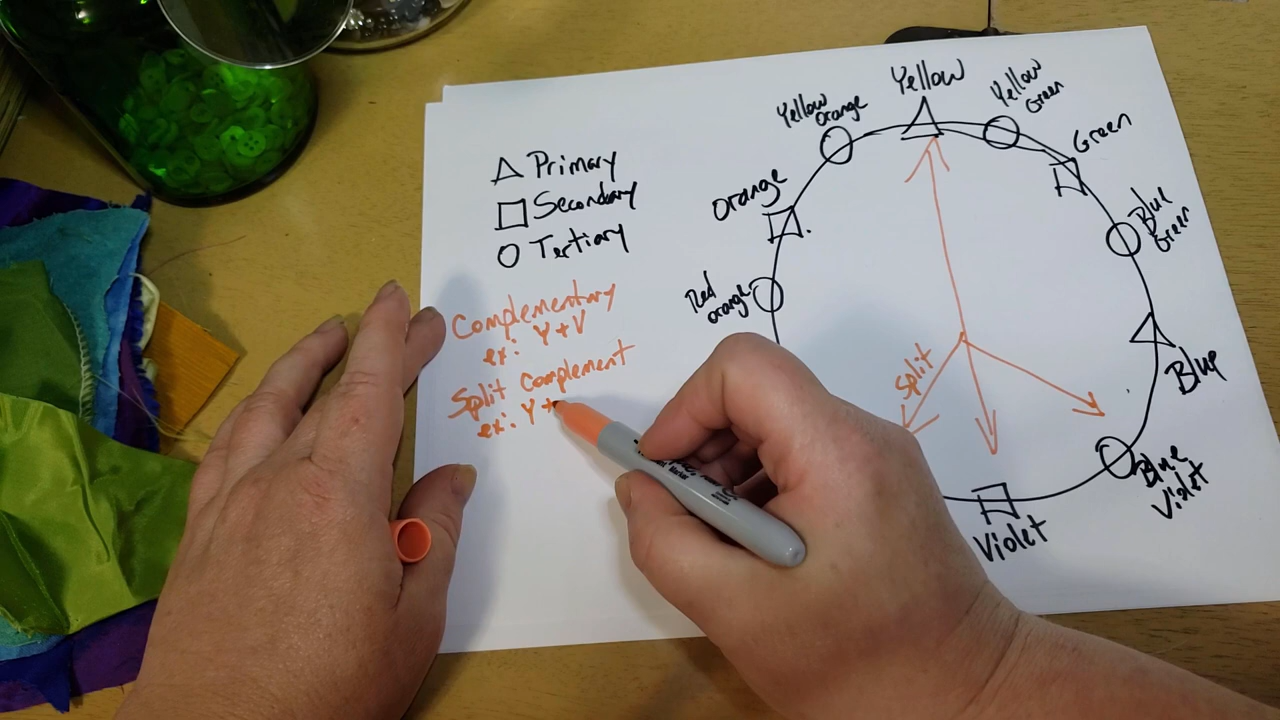 Primary
Secondary
Tertiary
Complementary
ex: Y + V
Split Complement
ex: Y +
Yellow
Yellow
Green
Green
Blue
Green
Blue
Blue
Violet
Violet
Split
Red
orange
Orange
Yellow
orange